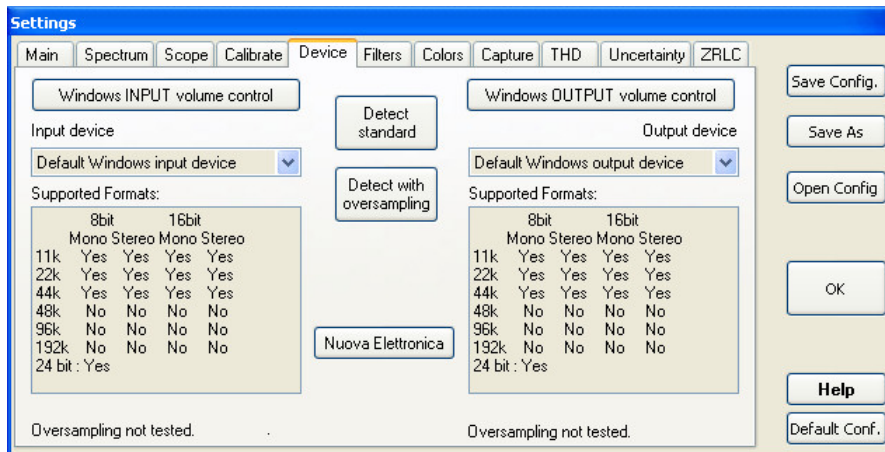 Settings
Main Spectrum Scope Calibrate Device Filters Colors Capture THD Uncertainty ZRLC
Windows INPUT volume control
Input device
Default Windows input device
Supported Formats:
8bit 16bit
Mono Stereo Mono Stereo
11k Yes Yes Yes Yes
22k Yes Yes Yes Yes
44k Yes Yes Yes Yes
48k No No No No
96k No No No No
192k No No No No
24 bit : Yes
Oversampling not tested. .
Detect
standard
Detect with
oversampling
Nuova Elettronica
Windows OUTPUT volume control
Output device
Default Windows output device
Supported Formats:
8bit 16bit
Mono Stereo Mono Stereo
11k Yes Yes Yes Yes
22k Yes Yes Yes Yes
44k Yes Yes Yes Yes
48k No No No No
96k No No No No
192k No No No No
24 bit : Yes
Oversampling not tested.
Save Config.
Save As
Open Config
OK
Help
Default Conf.